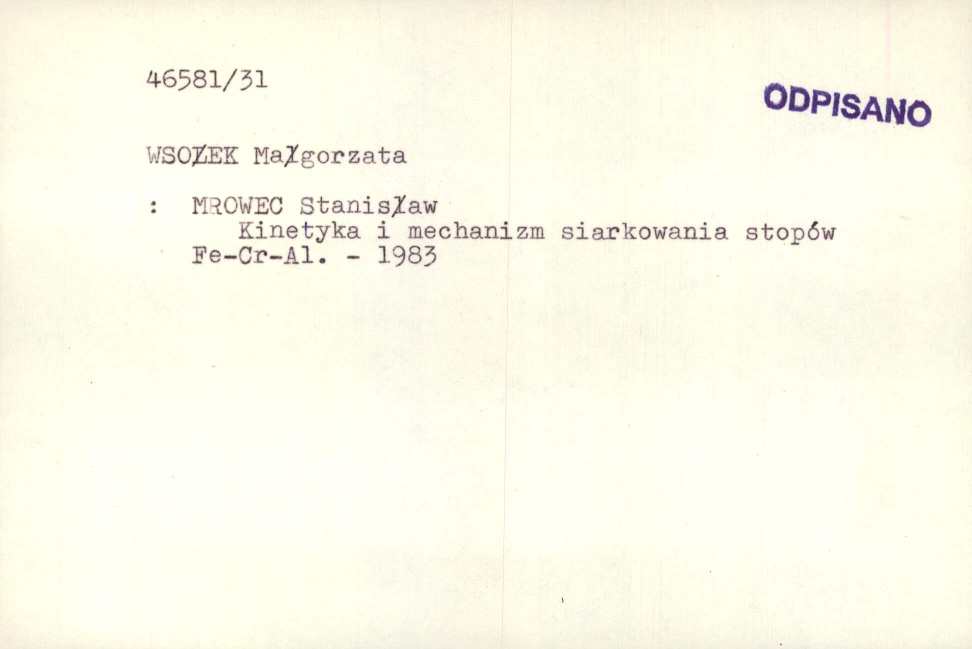 46581/31
ODPISANO
WSOŁEK Małgorzata
: MROWEC Stanisław
Kinetyka i mechanizm siarkowania stopów
Fe-Cr-Al. - 1983